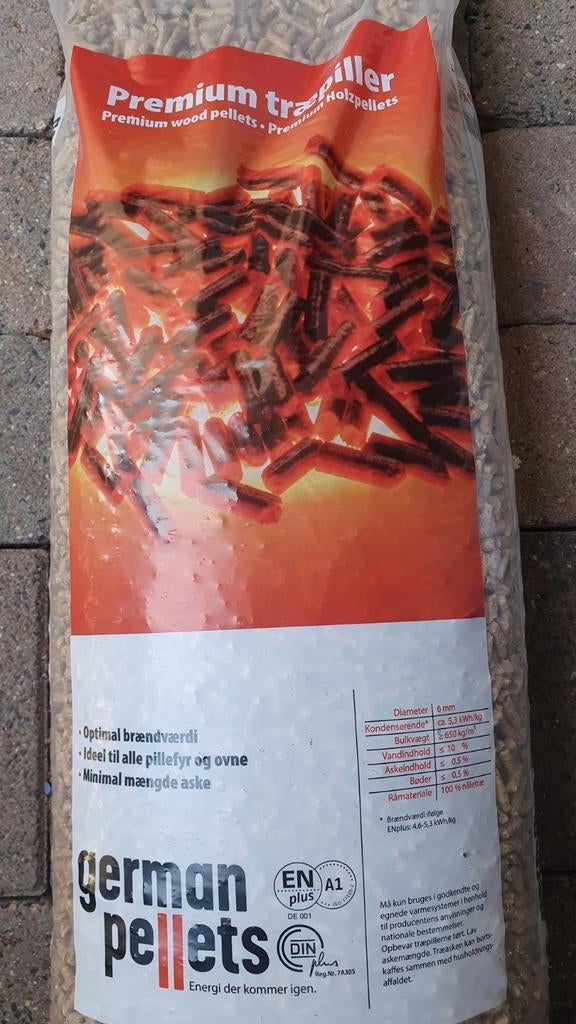 Premium træpiller
Premium wood pellets • Premium Holzpellets
• Optimal brændværdi
• Ideel til alle pillefyr og ovne
• Minimal mængde aske
Diameter 6 mm
Kondenserende* ca. 5,3 kWh/kg
Bulkvægt ≥ 650 kg/m³
Vandindhold ≤ 10 %
Askeindhold ≤ 0,5 %
Bøder ≤ 0,5 %
Råmateriale 100 % nåletræ
* Brændværdi ifølge
ENplus: 4,6-5,3 kWh/kg
german
pellets
Energi der kommer igen.
EN
plus
A1
DE 001
DIN
plus
Reg.Nr. 7A305
Må kun bruges i godkendte og
egnede varmesystemer i henhold
til producentens anvisninger og
nationale bestemmelser.
Opbevar træpillerne tørt. Lav
askemængde. Træasken kan borts-
kaffes sammen med husholdnings-
affaldet.